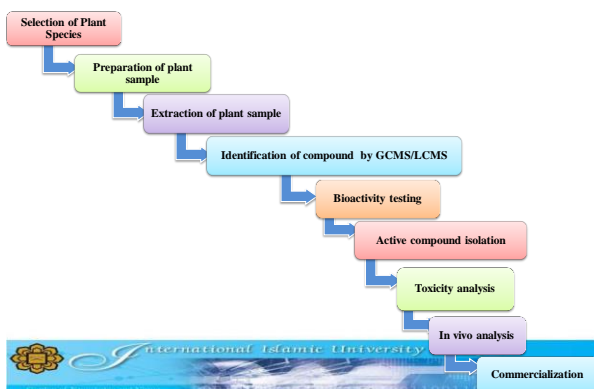 Selection of Plant
Species
Preparation of plant
sample
Extraction of plant sample
Identification of compound by GCMS/LCMS
Bioactivity testing
Active compound isolation
Toxicity analysis
In vivo analysis
International Islamic University
Commercialization